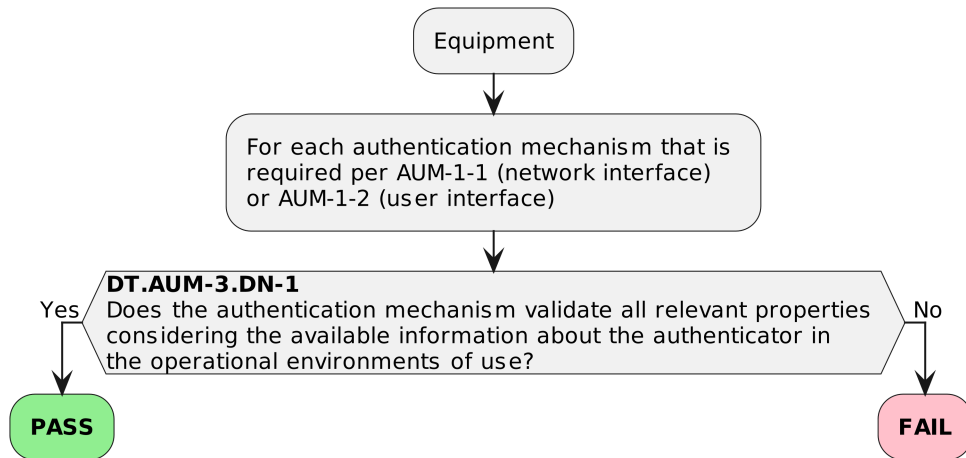 Equipment
For each authentication mechanism that is
required per AUM-1-1 (network interface)
or AUM-1-2 (user interface)
DT.AUM-3.DN-1
Does the authentication mechanism validate all relevant properties
considering the available information about the authenticator in
the operational environments of use?
Yes
No
PASS
FAIL